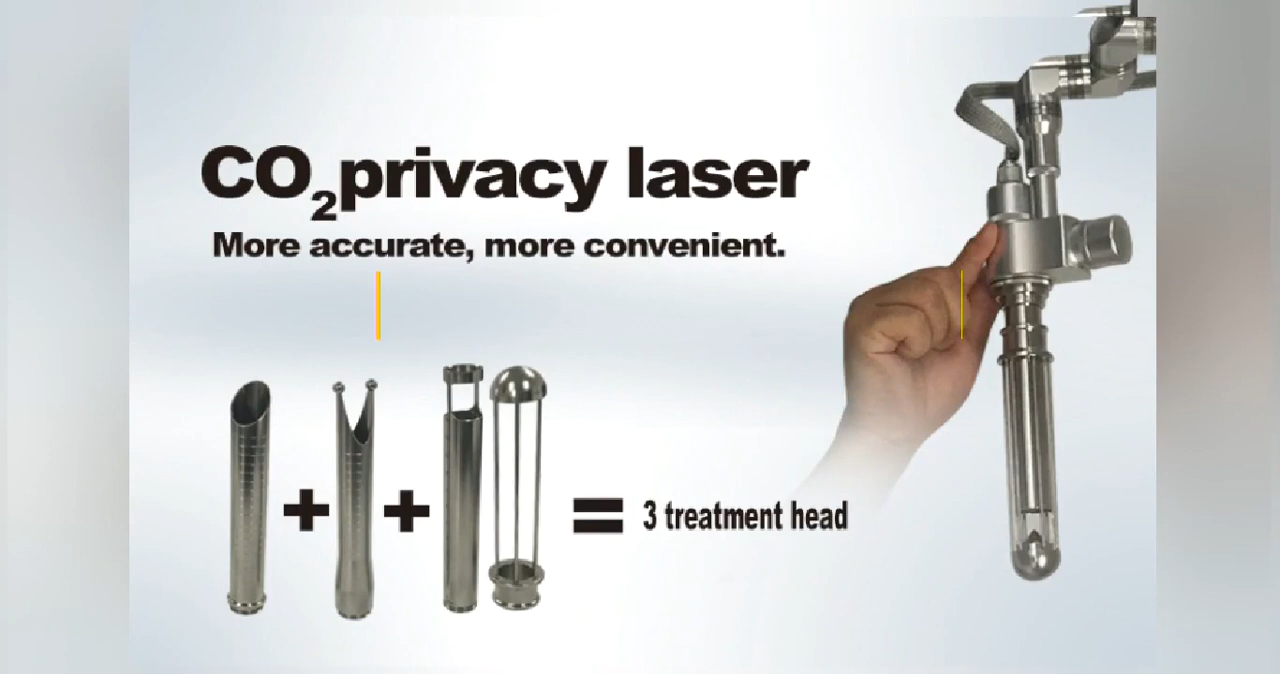 CO₂privacy laser
More accurate, more convenient.
+ + = 3 treatment head